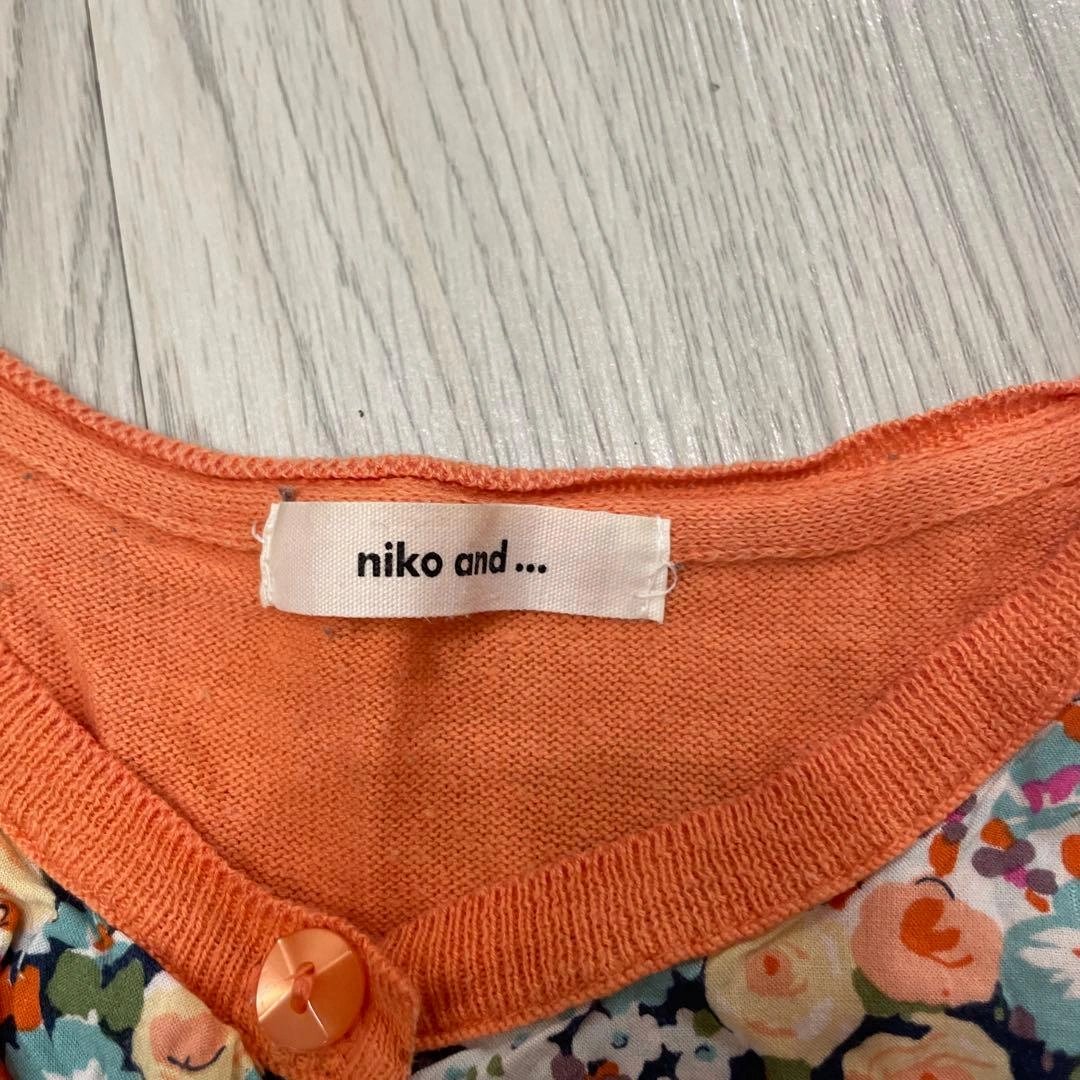 niko and ...